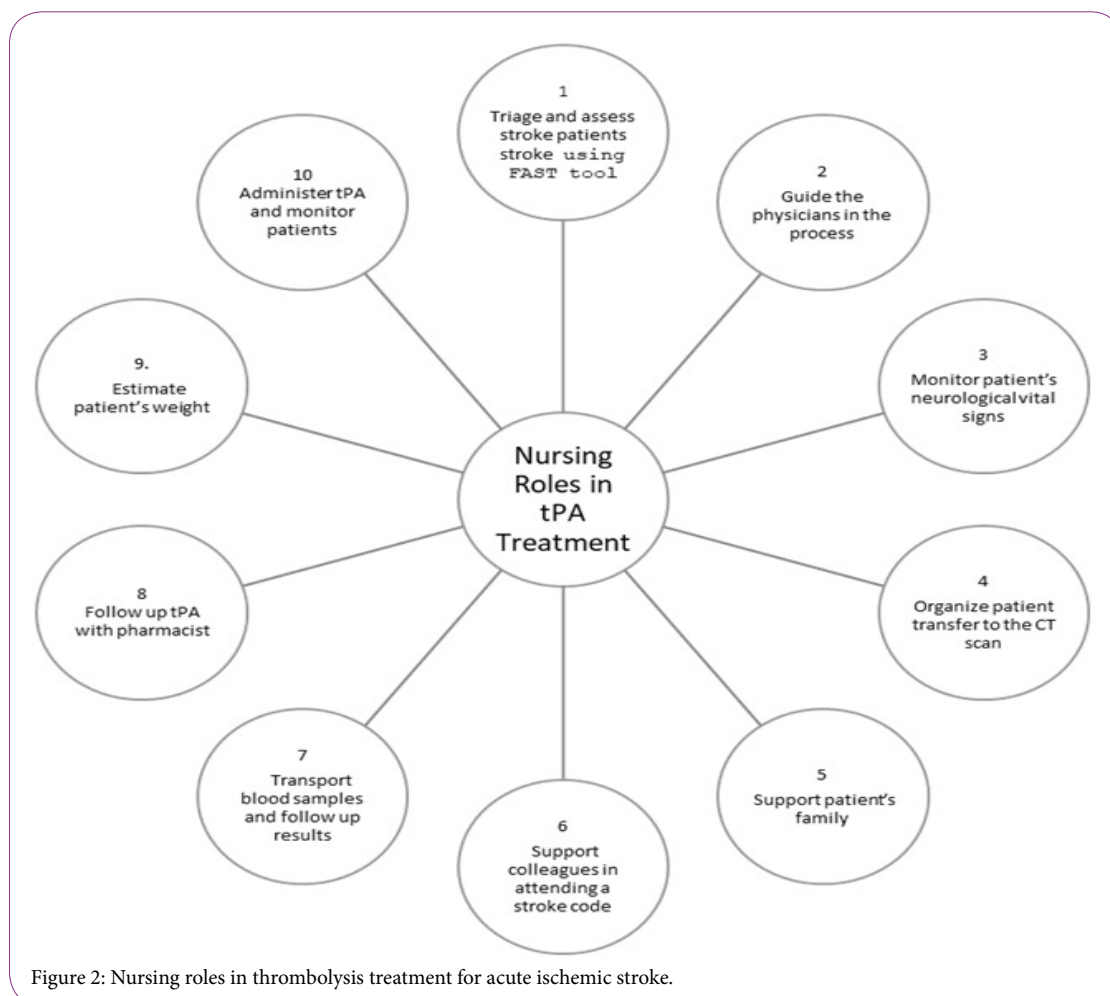 1
Triage and assess
stroke patients
stroke using
FAST tool
2
Guide the
physicians in the
process
3
Monitor patient's
neurological vital
signs
4
Organize patient
transfer to the CT
scan
5
Support patient's
family
6
Support
colleagues in
attending a
stroke code
7
Transport
blood samples
and follow up
results
8
Follow up tPA
with pharmacist
9.
Estimate
patient's weight
10
Administer tPA
and monitor
patients
Nursing
Roles in
tPA
Treatment
Figure 2: Nursing roles in thrombolysis treatment for acute ischemic stroke.